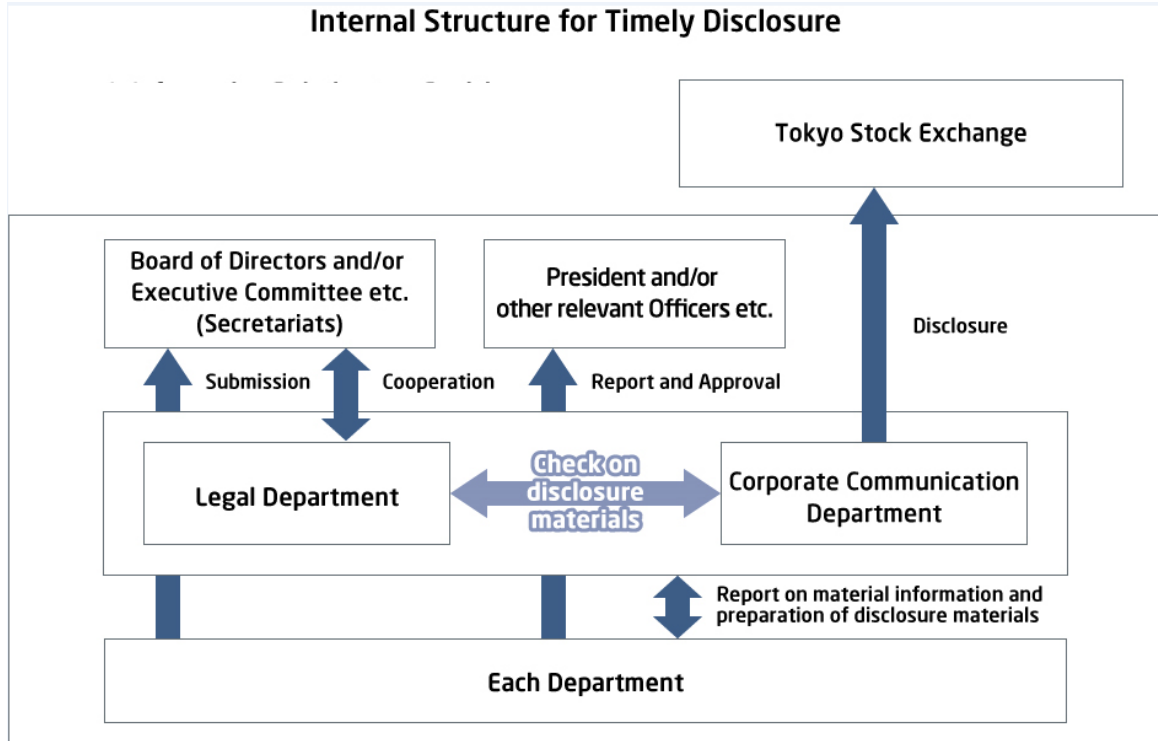 Internal Structure for Timely Disclosure
Tokyo Stock Exchange
Board of Directors and/or
Executive Committee etc.
(Secretariats)
President and/or
other relevant Officers etc.
Disclosure
Submission
Cooperation
Report and Approval
Legal Department
Check on
disclosure
materials
Corporate Communication
Department
Report on material information and
preparation of disclosure materials
Each Department